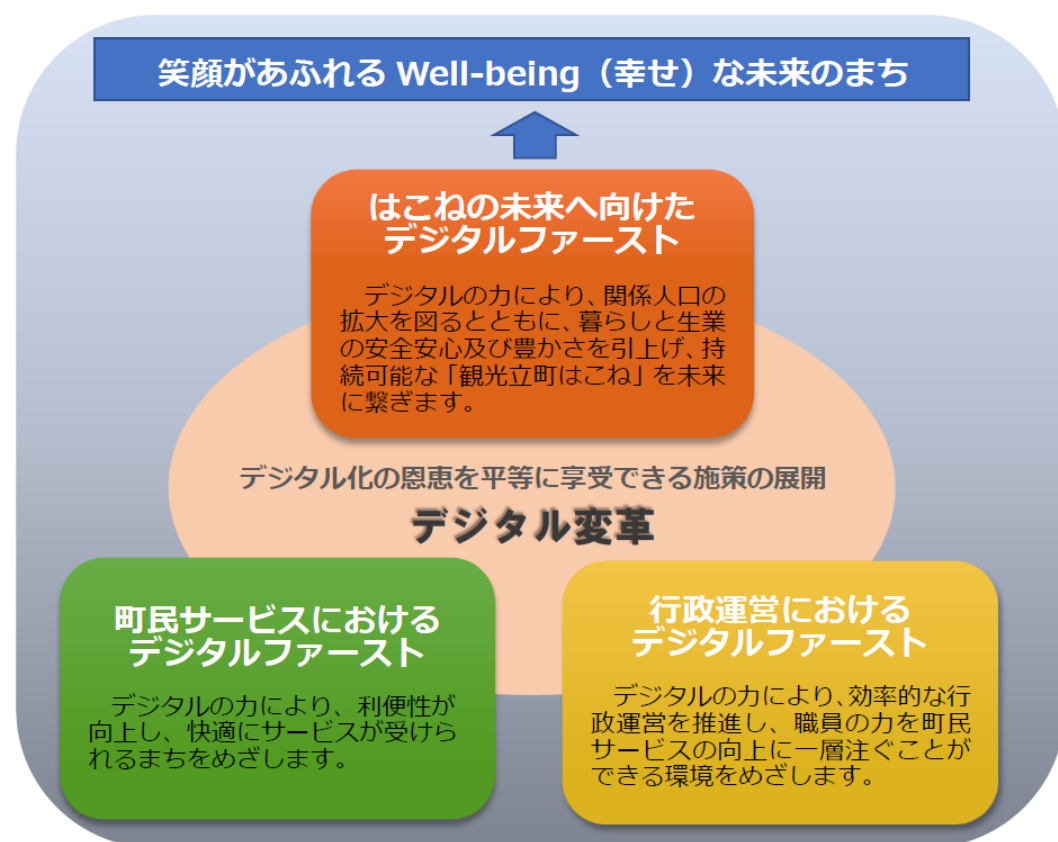 笑顔があふれる Well-being（幸せ）な未来のまち
はこねの未来へ向けた
デジタルファースト
デジタルの力により、関係人口の
拡大を図るとともに、暮らしと生業
の安全安心及び豊かさを引上げ、持
続可能な「観光立町はこね」を未来
に繋ぎます。
デジタル化の恩恵を平等に享受できる施策の展開
デジタル変革
町民サービスにおける
デジタルファースト
デジタルの力により、利便性が
向上し、快適にサービスが受けら
れるまちをめざします。
行政運営における
デジタルファースト
デジタルの力により、効率的な行
政運営を推進し、職員の力を町民
サービスの向上に一層注ぐことが
できる環境をめざします。